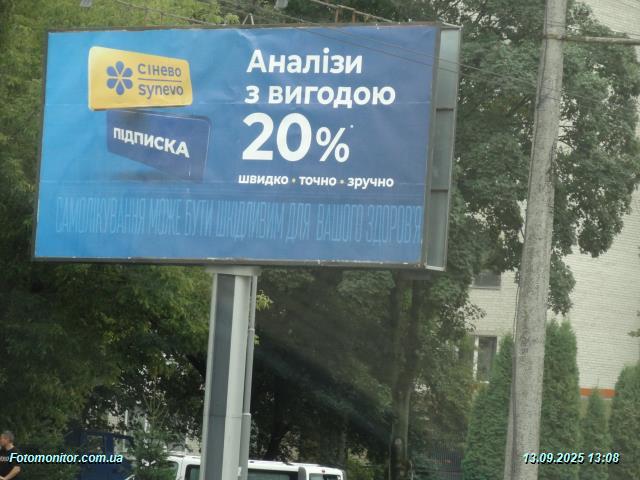 сінево
synevo
ПІДПИСКА
Аналізи
з вигодою
20%*
швидко • точно • зручно
САМОЛІКУВАННЯ МОЖЕ БУТИ ШКІДЛИВИМ ДЛЯ ВАШОГО ЗДОРОВ'Я
Fotomonitor.com.ua
13.09.2025 13:08